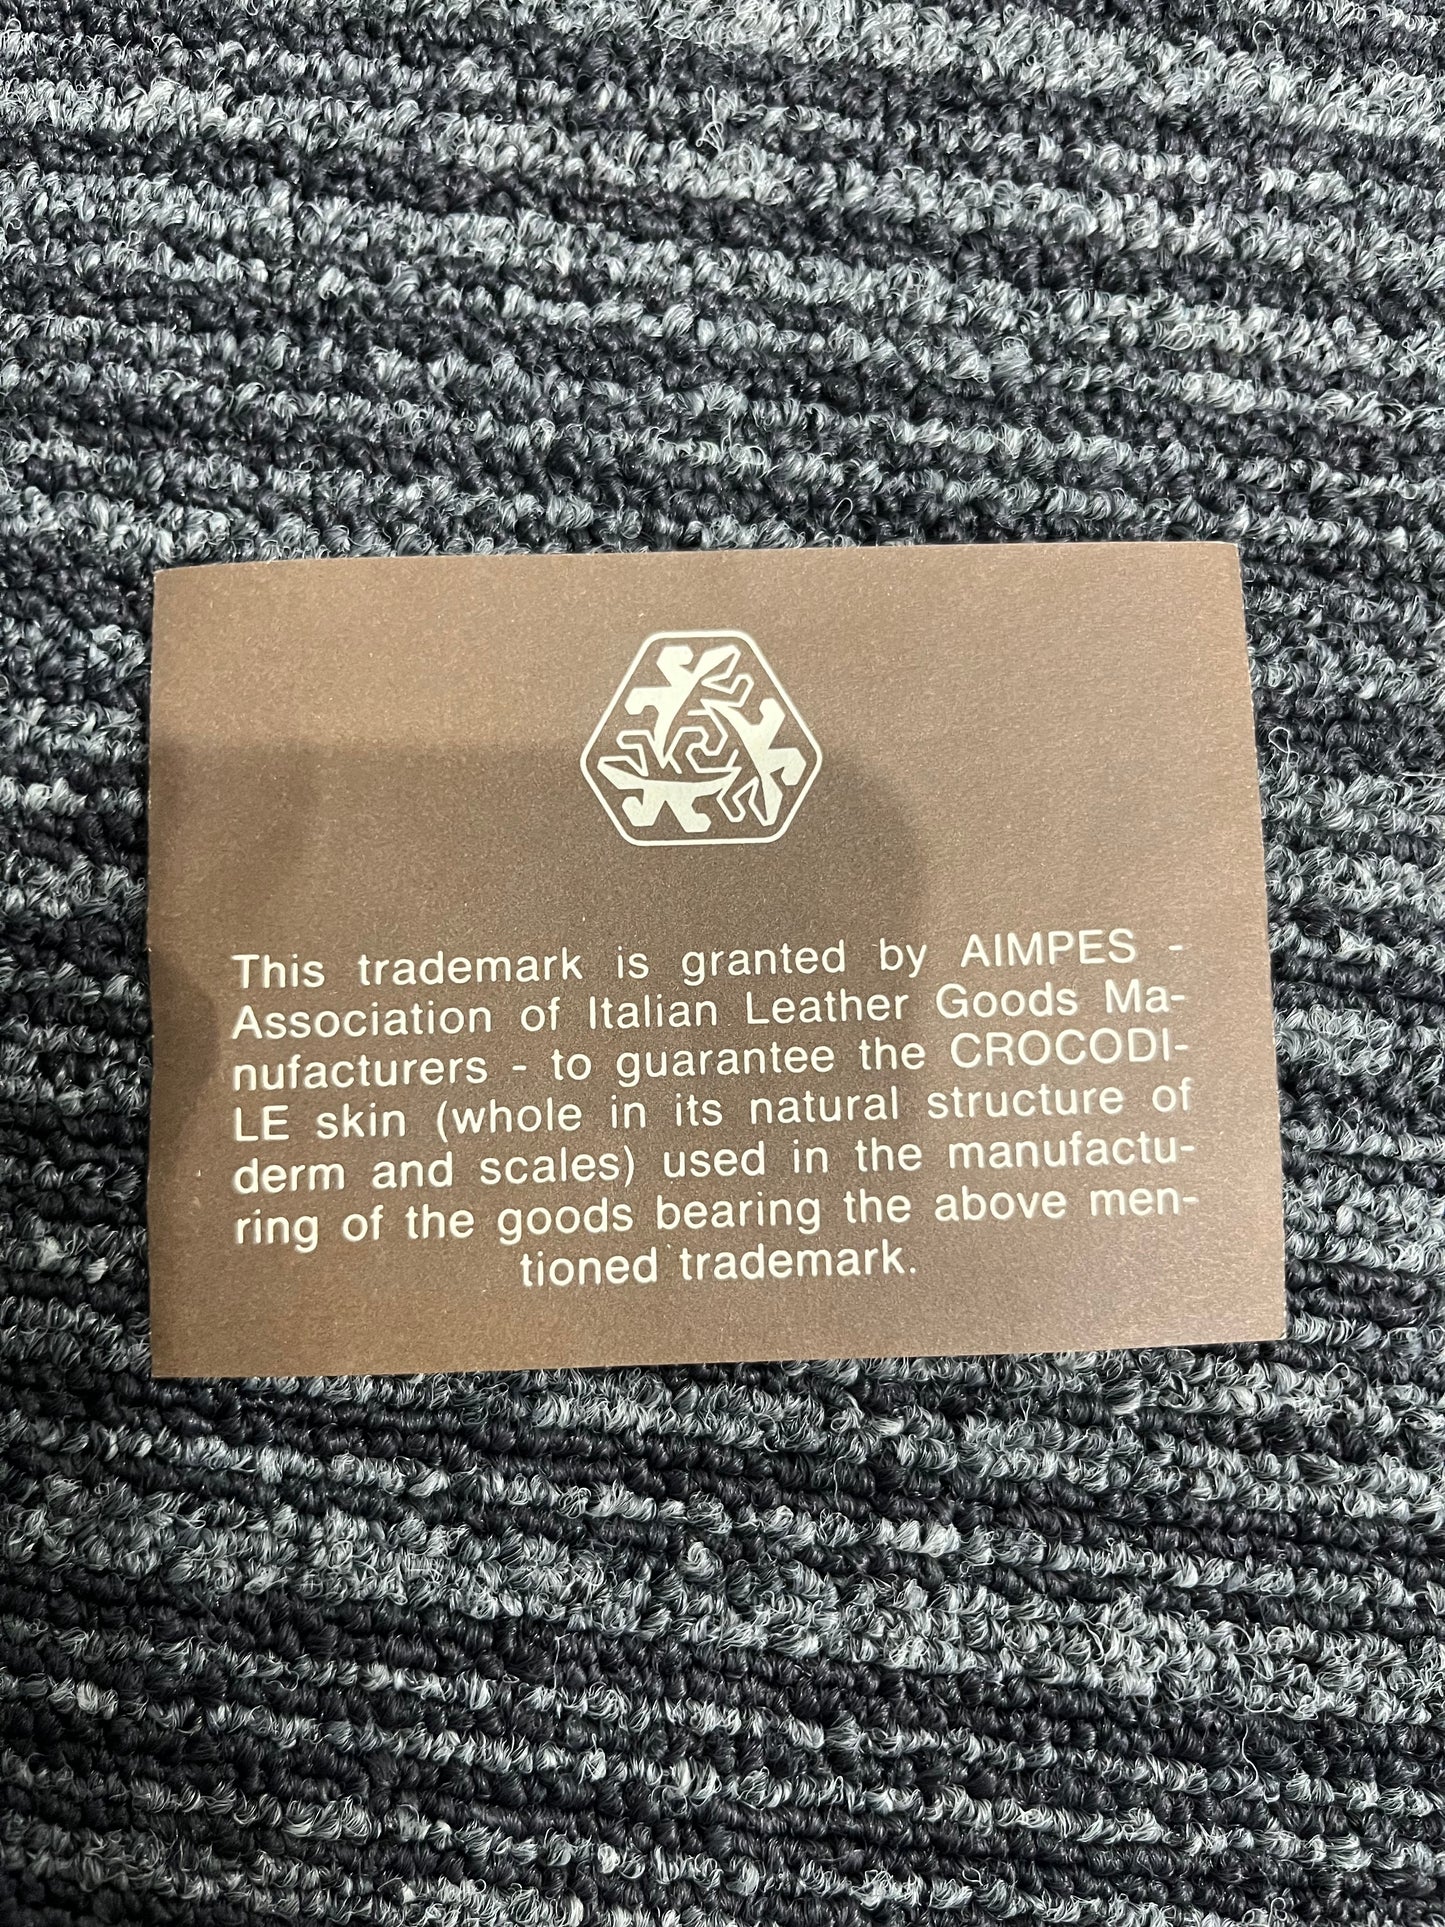 This trademark is granted by AIMPES -
Association of Italian Leather Goods Ma-
nufacturers - to guarantee the CROCODI-
LE skin (whole in its natural structure of
derm and scales) used in the manufactu-
ring of the goods bearing the above men-
tioned trademark.